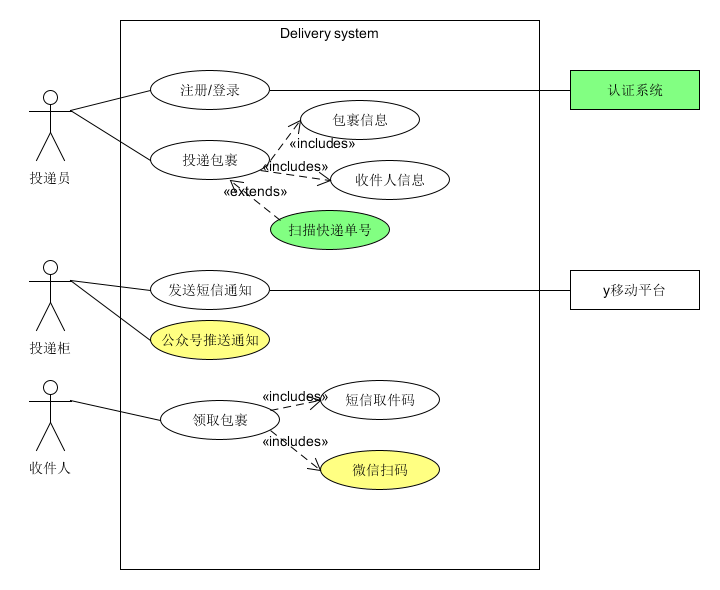 Delivery system
注册/登录
认证系统
包裹信息
«includes»
投递员
投递包裹
«includes»
收件人信息
«extends»
扫描快递单号
发送短信通知
y移动平台
投递柜
公众号推送通知
«includes»
短信取件码
领取包裹
«includes»
收件人
微信扫码